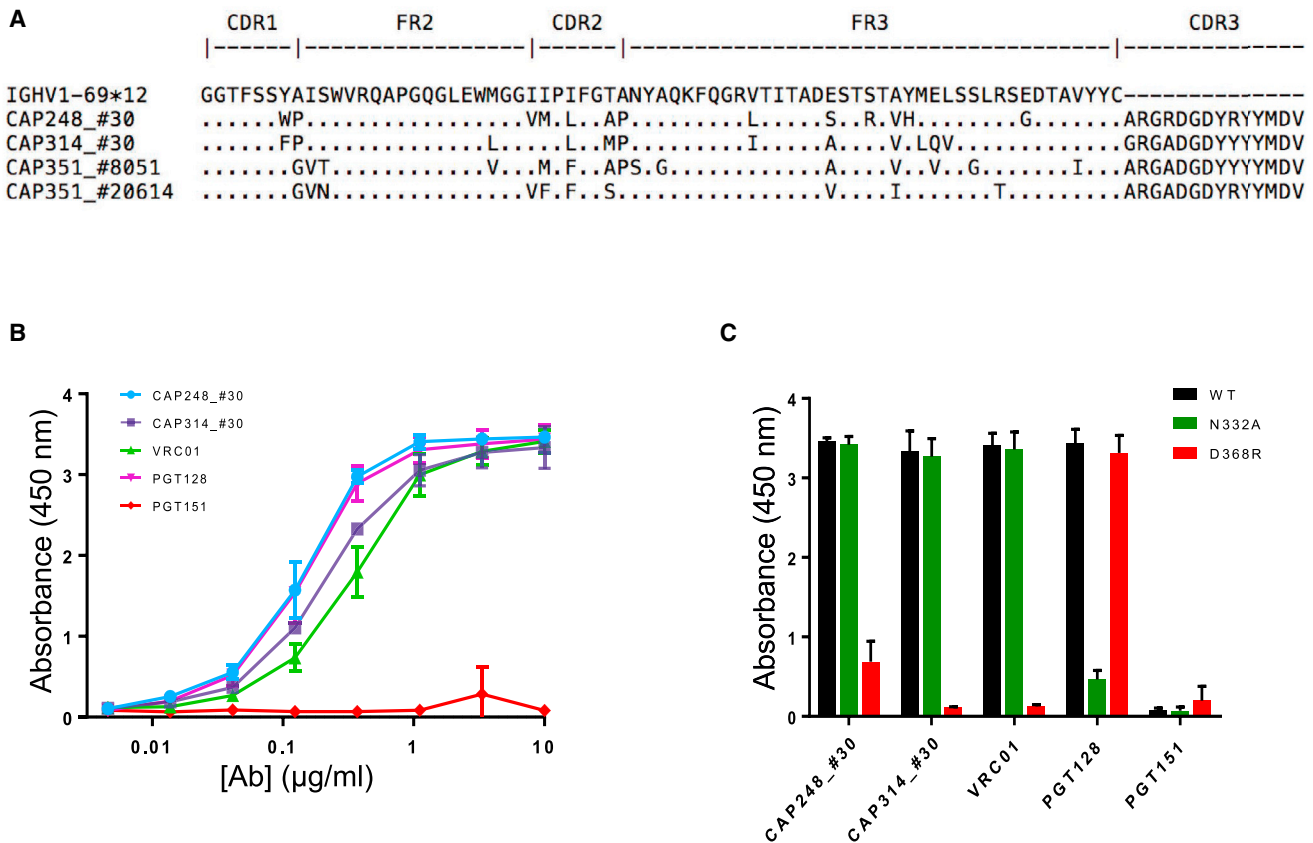 A
CDR1 FR2 CDR2 FR3 CDR3
|------|-----------------|------|-------------------------------------|--------------
IGHV1-69*12 GGTFSSYAISWVRQAPGQGLEWMGGIIPIFGTANYAQKFQGRVTITADESTSTAYMELSSLRSEDTAVYYC--------------
CAP248_#30 ......WP.................VM.L..AP.........L.....S..R.VH........G.......ARGRDGDYRYYMDV
CAP314_#30 ......FP..............L.....L..MP.........I.....A....V.LQV.............GRGADGDYYYYMDV
CAP351_#8051 .......GVT............V...M.F..APS.G............A....V..V..G.......I...ARGADGDYYYYMDV
CAP351_#20614 .......GVN...............VF.F..S................V....I.......T.........ARGADGDYRYYMDV
B
4
3
2
1
0
Absorbance (450 nm)
CAP248_#30
CAP314_#30
VRC01
PGT128
PGT151
0.01 0.1 1 10
[Ab] (µg/ml)
C
4
3
2
1
0
Absorbance (450 nm)
WT
N332A
D368R
CAP248_#30
CAP314_#30
VRC01
PGT128
PGT151